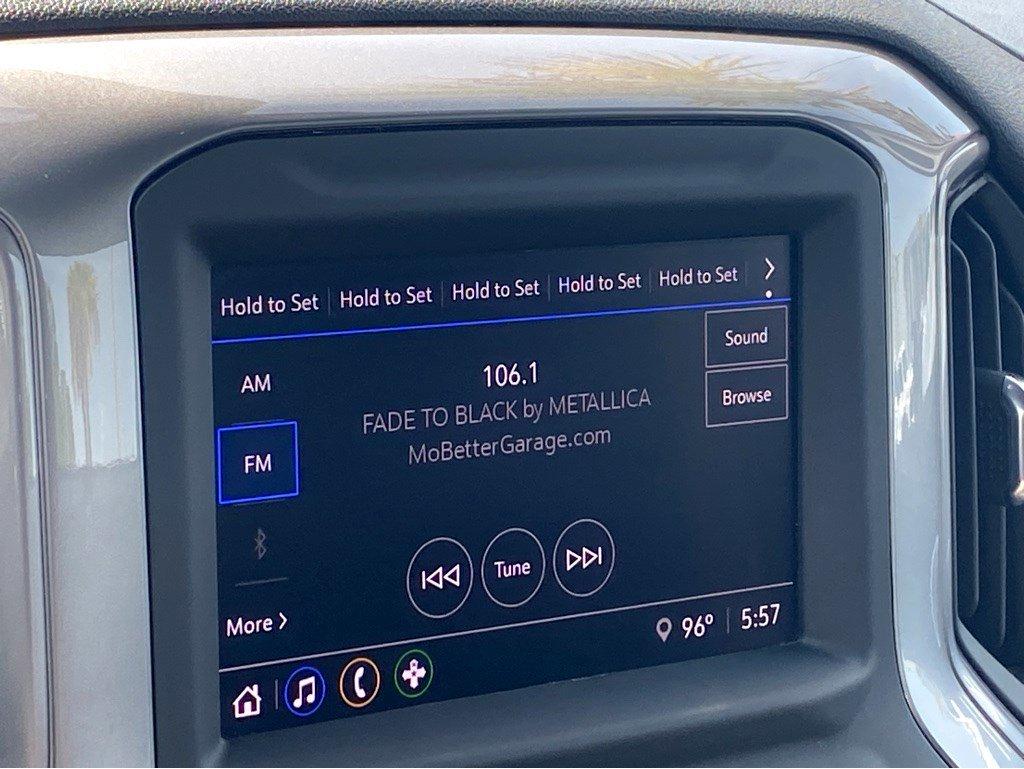 Hold to Set Hold to Set Hold to Set Hold to Set Hold to Set
Sound
AM
106.1
FADE TO BLACK by METALLICA
Browse
MoBetterGarage.com
FM
Tune
More
96° 5:57